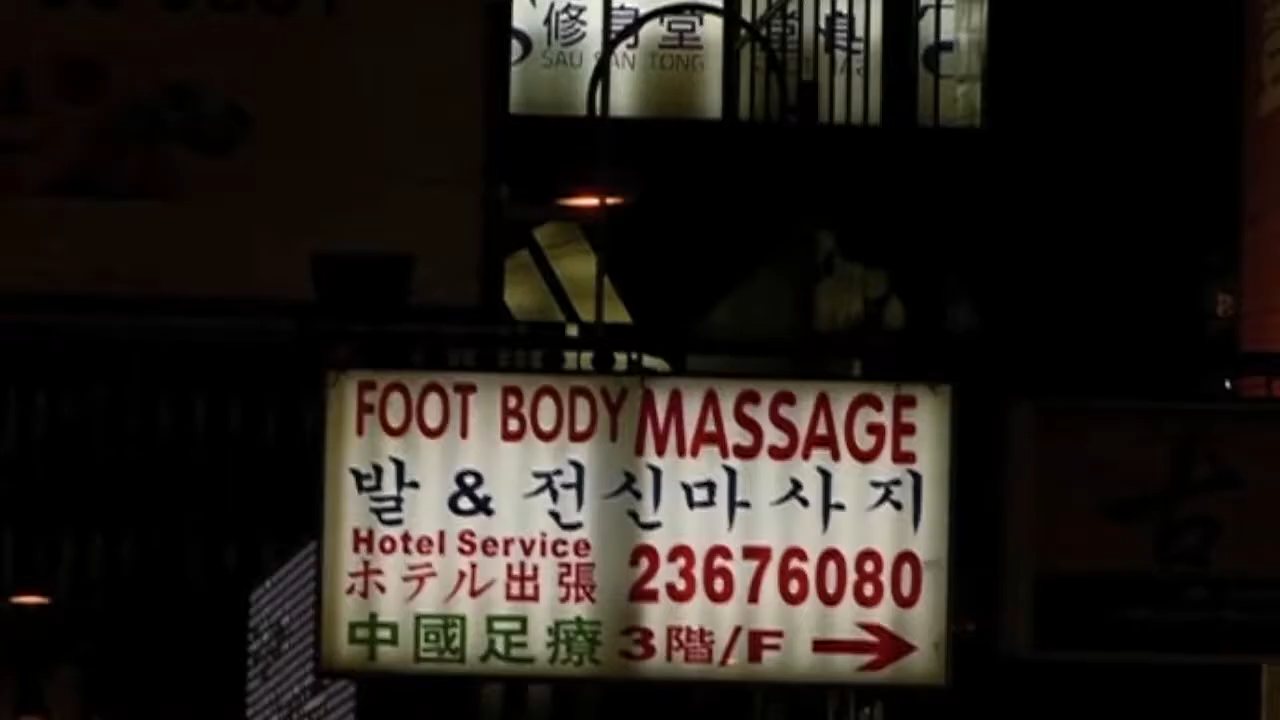 修身堂
SAU SAN TONG
FOOT BODY MASSAGE
발 & 전신마사지
Hotel Service
ホテル出張 23676080
中國足療 3階/F